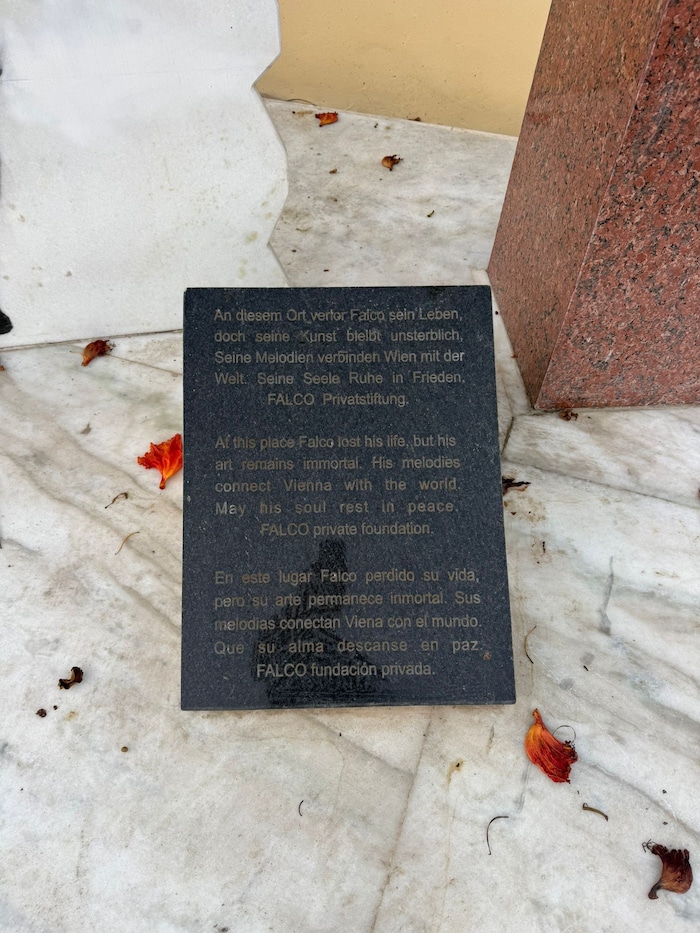 An diesem Ort verlor Falco sein Leben,
doch seine Kunst bleibt unsterblich,
Seine Melodien verbinden Wien mit der
Welt. Seine Seele Ruhe in Frieden.
FALCO Privatstiftung.
At this place Falco lost his life, but his
art remains immortal. His melodies
connect Vienna with the world.
May his soul rest in peace.
FALCO private foundation.
En este lugar Falco perdido su vida,
pero su arte permanece inmortal. Sus
melodias conectan Viena con el mundo.
Que su alma descanse en paz.
FALCO fundación privada.